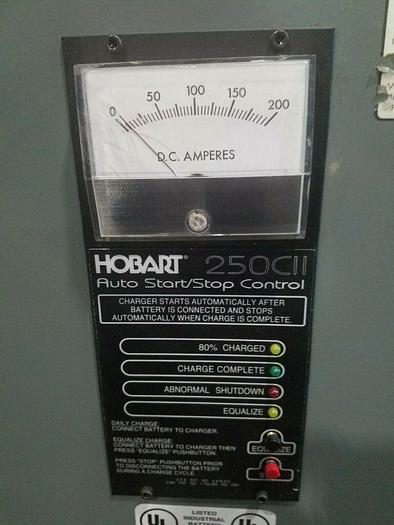 0 50 100 150 200
D.C. AMPERES
HOBART® 250CII
Auto Start/Stop Control
CHARGER STARTS AUTOMATICALLY AFTER
BATTERY IS CONNECTED AND STOPS
AUTOMATICALLY WHEN CHARGE IS COMPLETE.
80% CHARGED
CHARGE COMPLETE
ABNORMAL SHUTDOWN
EQUALIZE
DAILY CHARGE:
CONNECT BATTERY TO CHARGER.
EQUALIZE CHARGE:
CONNECT BATTERY TO CHARGER THEN
PRESS "EQUALIZE" PUSHBUTTON.
EQUALIZE
PRESS "STOP" PUSHBUTTON PRIOR
TO DISCONNECTING THE BATTERY
DURING A CHARGE CYCLE.
UL LISTED UL
INDUSTRIAL